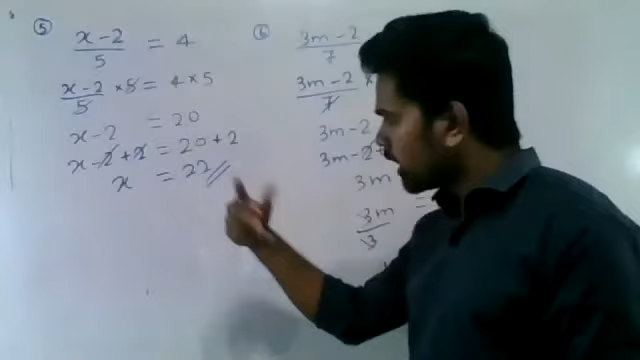 ⑤ x-2/5 = 4
x-2/5 × 5 = 4 × 5
x-2 = 20
x-2+2 = 20+2
x = 22 //
⑥ 3m-2/7
3m-2/7 ×
3m-2
3m-2+
3m
3m/3 =